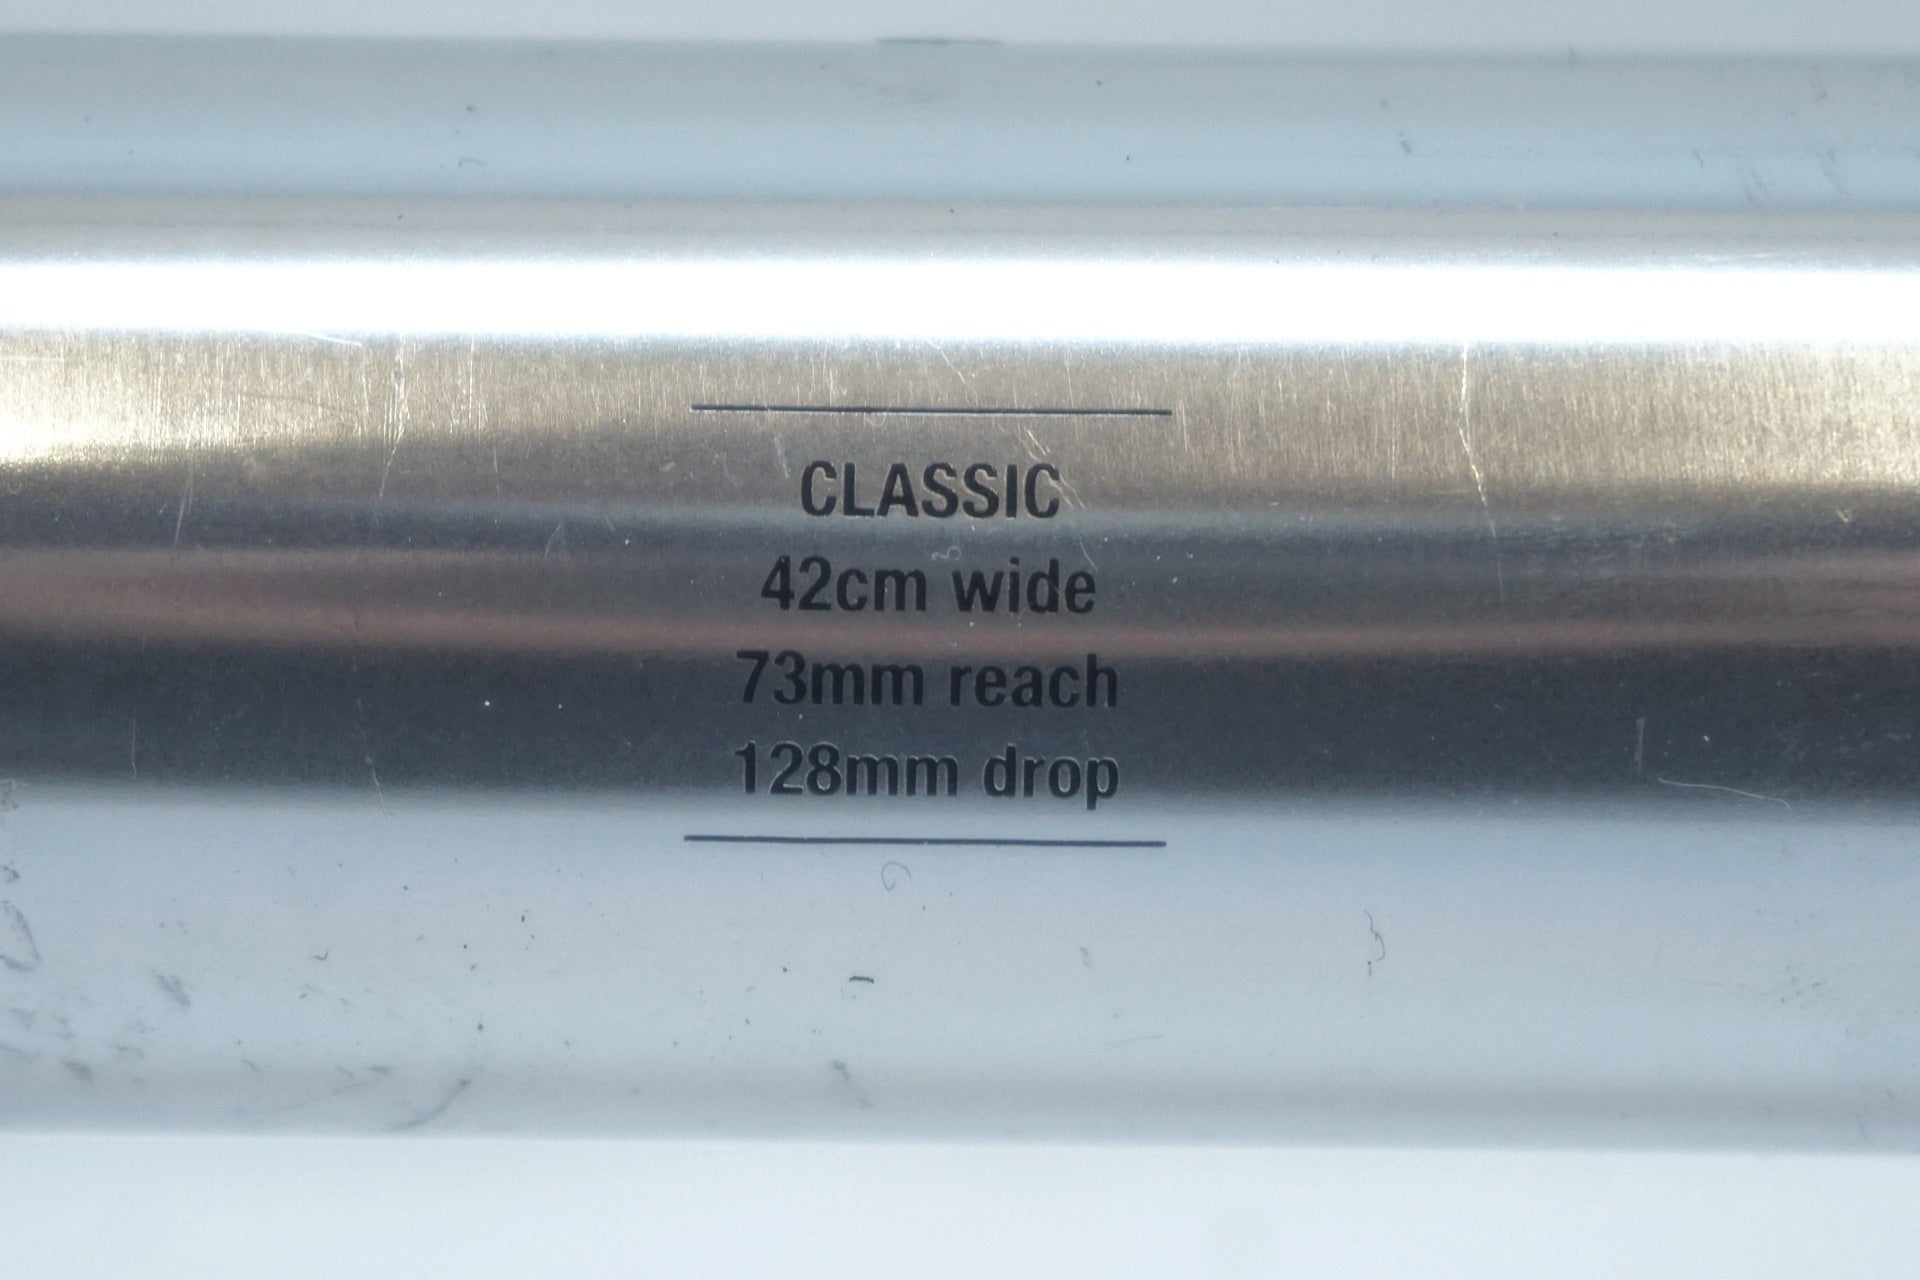 CLASSIC
42cm wide
73mm reach
128mm drop